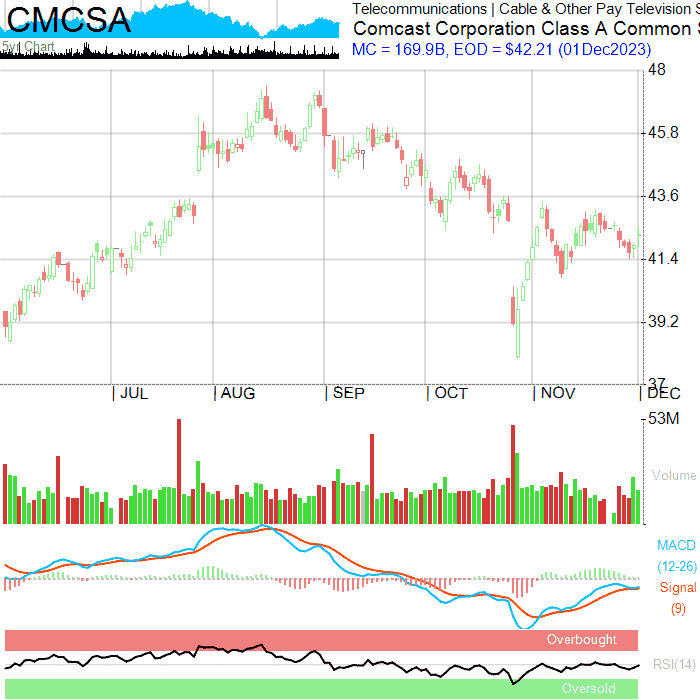 CMCSA
5yr Chart
Telecommunications | Cable & Other Pay Television S
Comcast Corporation Class A Common S
MC = 169.9B, EOD = $42.21 (01Dec2023)
48
45.8
43.6
41.4
39.2
37
| JUL | AUG | SEP | OCT | NOV | DEC
53M
Volume
MACD
(12-26)
Signal
(9)
Overbought
RSI(14)
Oversold